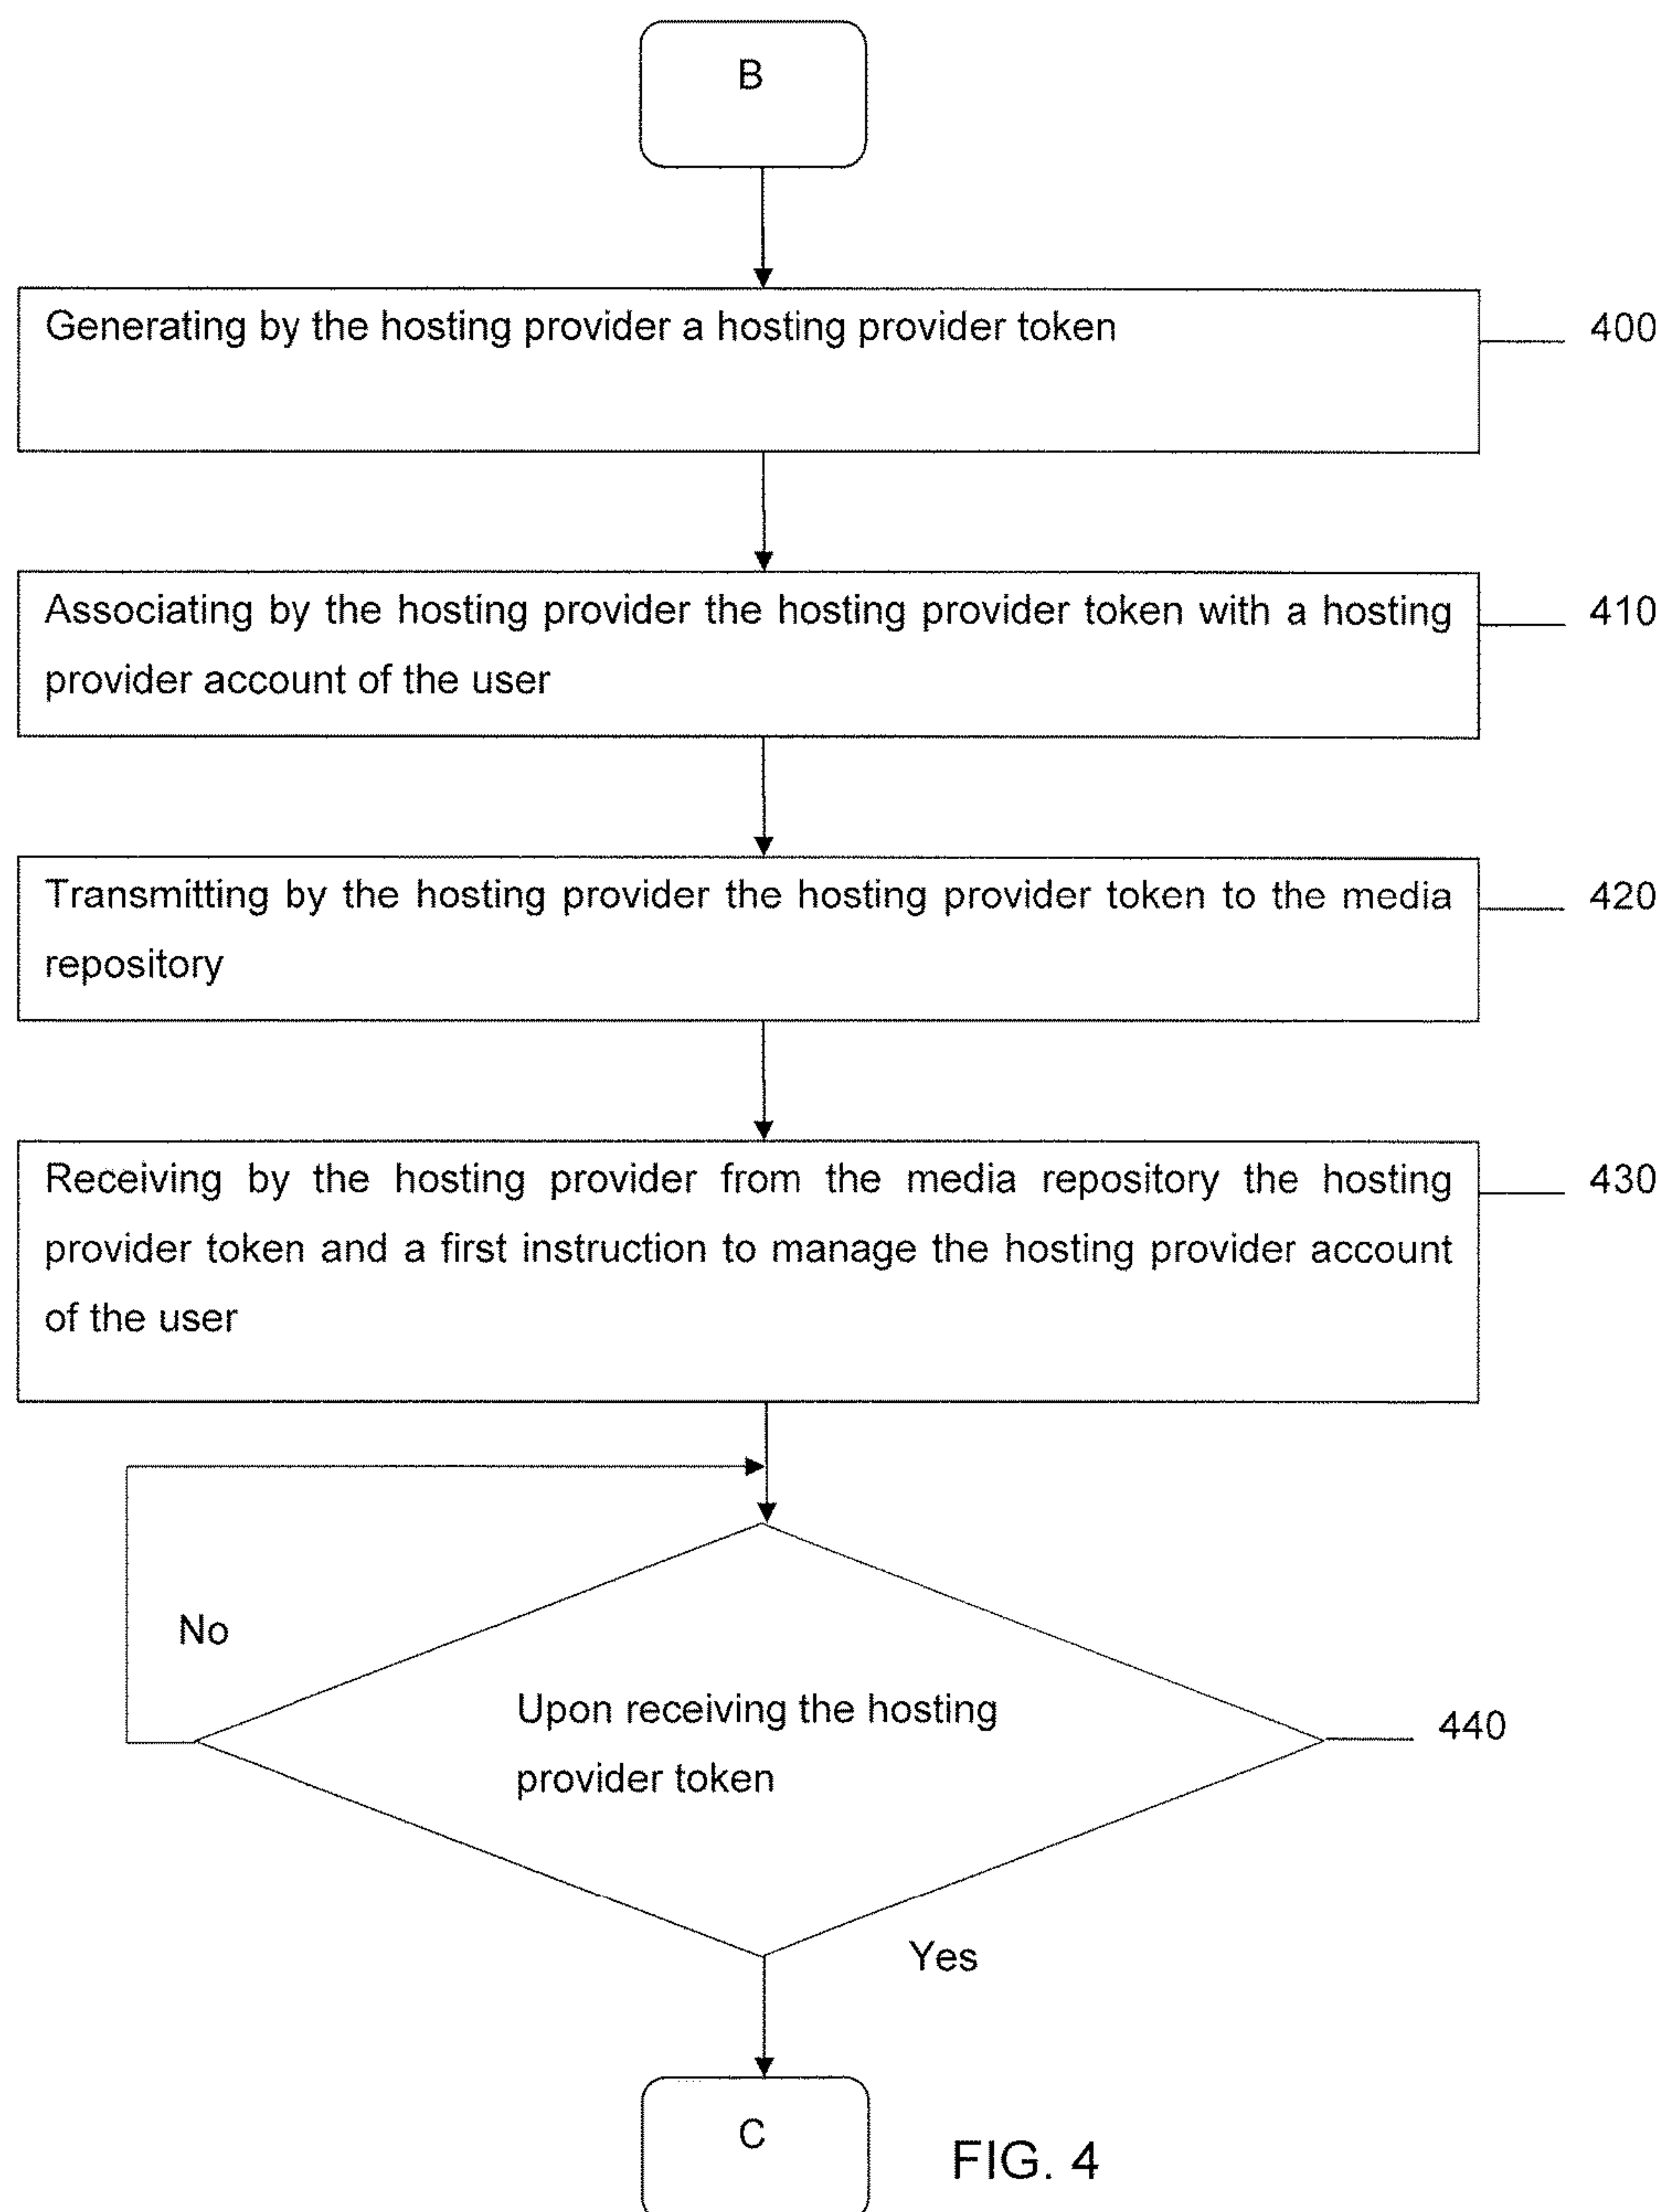 B
Generating by the hosting provider a hosting provider token
400
Associating by the hosting provider the hosting provider token with a hosting
provider account of the user
410
Transmitting by the hosting provider the hosting provider token to the media
repository
420
Receiving by the hosting provider from the media repository the hosting
provider token and a first instruction to manage the hosting provider account
of the user
430
No
Upon receiving the hosting
provider token
440
Yes
C
FIG. 4